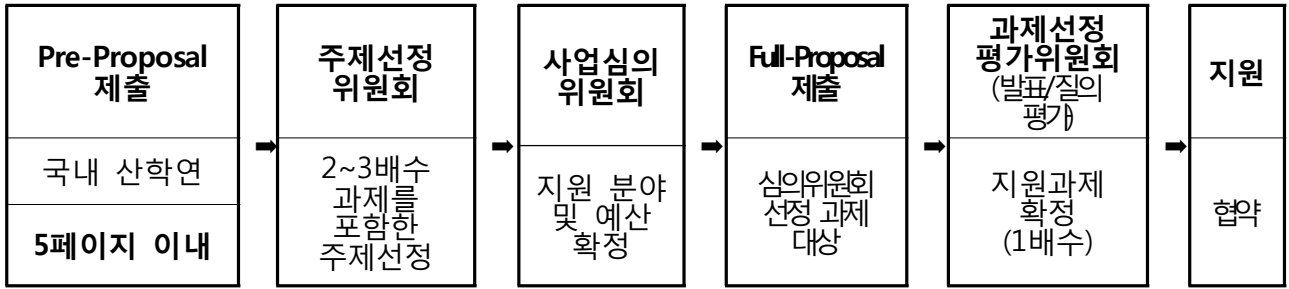 Pre-Proposal
제출
국내 산학연
5페이지 이내
➡
주제선정
위원회
2~3배수
과제를
포함한
주제선정
➡
사업심의
위원회
지원 분야
및 예산
확정
➡
Full-Proposal
제출
심의위원회
선정 과제
대상
➡
과제선정
평가위원회
(발표/질의
평가)
지원과제
확정
(1배수)
➡
지원
협약